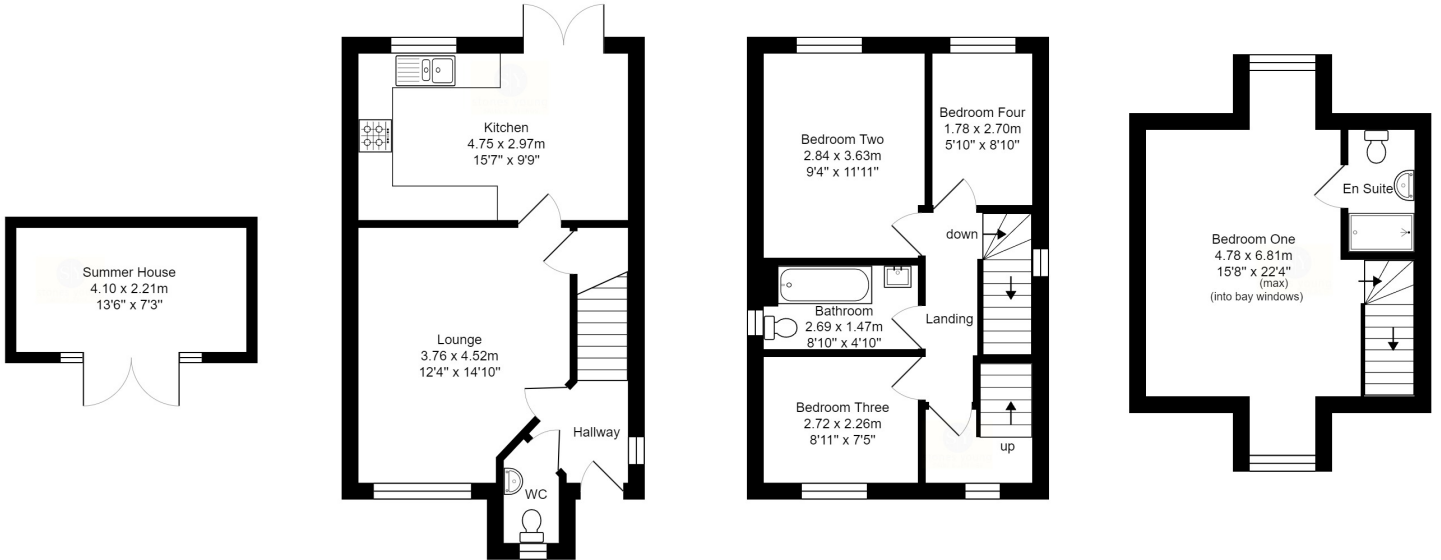 Summer House
4.10 x 2.21m
13'6" x 7'3"
Kitchen
4.75 x 2.97m
15'7" x 9'9"
Lounge
3.76 x 4.52m
12'4" x 14'10"
Hallway
WC
Bedroom Two
2.84 x 3.63m
9'4" x 11'11"
Bedroom Four
1.78 x 2.70m
5'10" x 8'10"
down
Bathroom
2.69 x 1.47m
8'10" x 4'10"
Landing
Bedroom Three
2.72 x 2.26m
8'11" x 7'5"
up
En Suite
Bedroom One
4.78 x 6.81m
15'8" x 22'4"
(max)
(into bay windows)